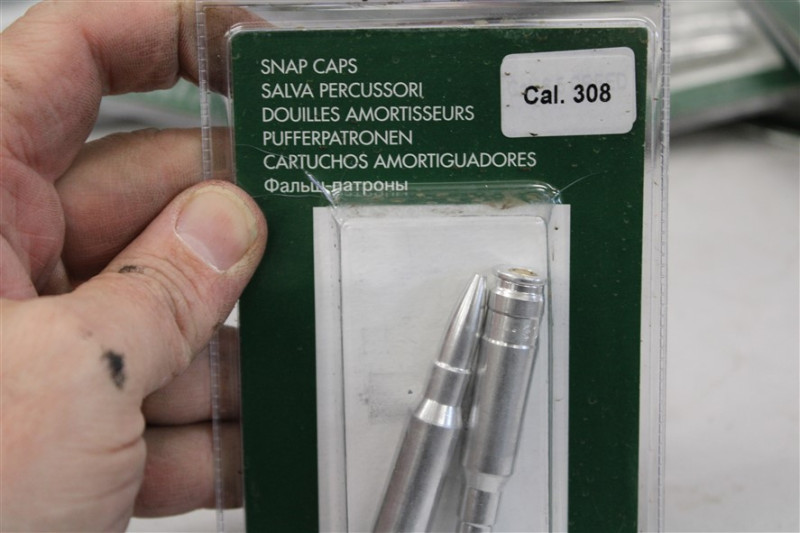 SNAP CAPS
SALVA PERCUSSORI
DOUILLES AMORTISSEURS
PUFFERPATRONEN
CARTUCHOS AMORTIGUADORES
Фальш-патроны
Cal. 308